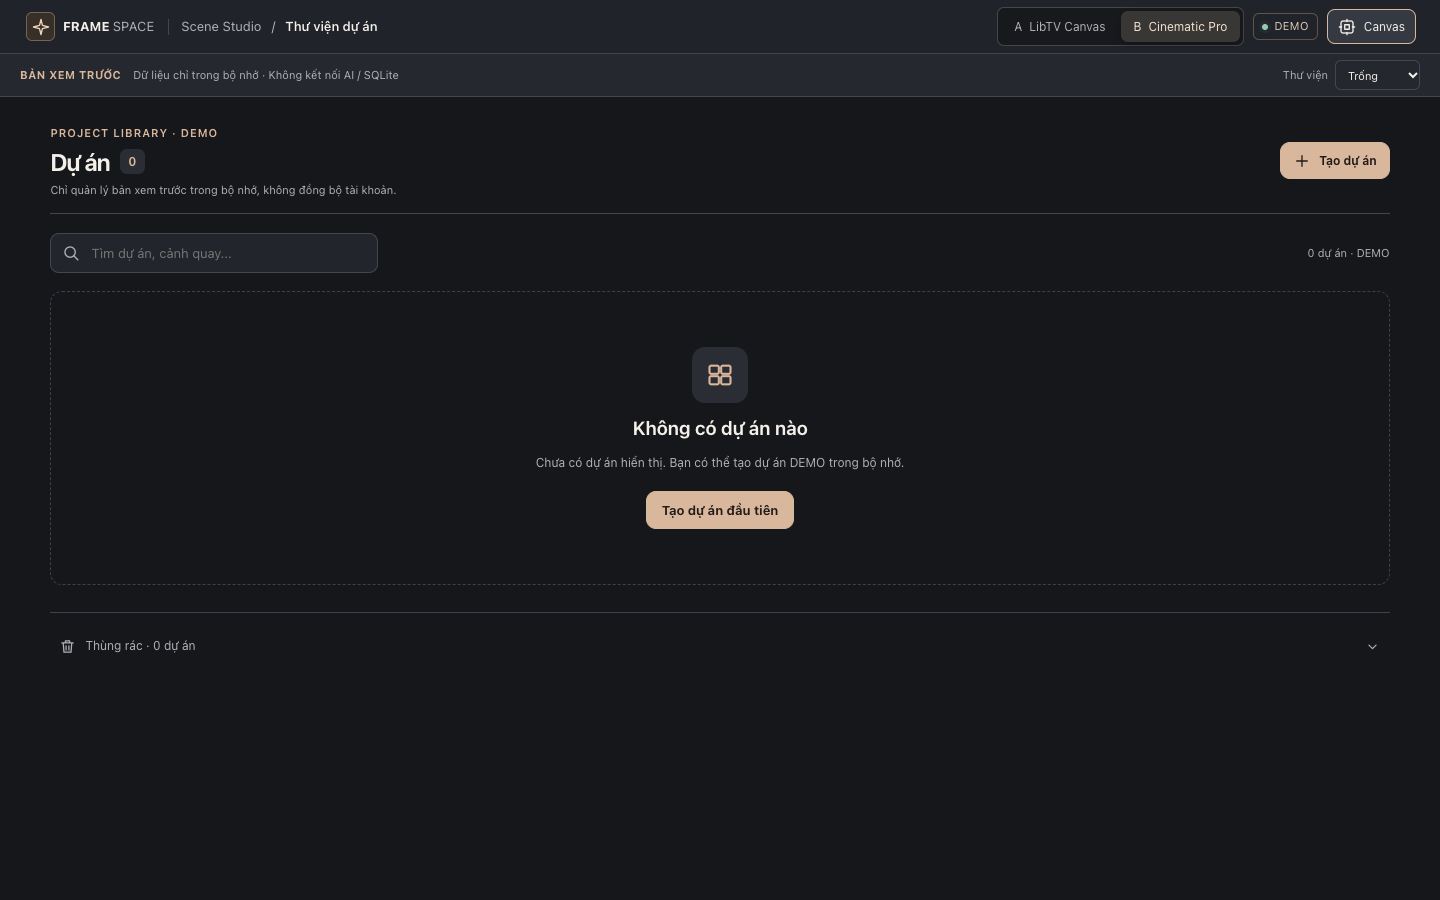 FRAME SPACE Scene Studio / Thư viện dự án A LibTV Canvas B Cinematic Pro DEMO Canvas
BẢN XEM TRƯỚC Dữ liệu chỉ trong bộ nhớ · Không kết nối AI / SQLite Thư viện Trống
PROJECT LIBRARY · DEMO
Dự án 0
Tạo dự án
Chỉ quản lý bản xem trước trong bộ nhớ, không đồng bộ tài khoản.
Tìm dự án, cảnh quay... 0 dự án · DEMO
Không có dự án nào
Chưa có dự án hiển thị. Bạn có thể tạo dự án DEMO trong bộ nhớ.
Tạo dự án đầu tiên
Thùng rác · 0 dự án